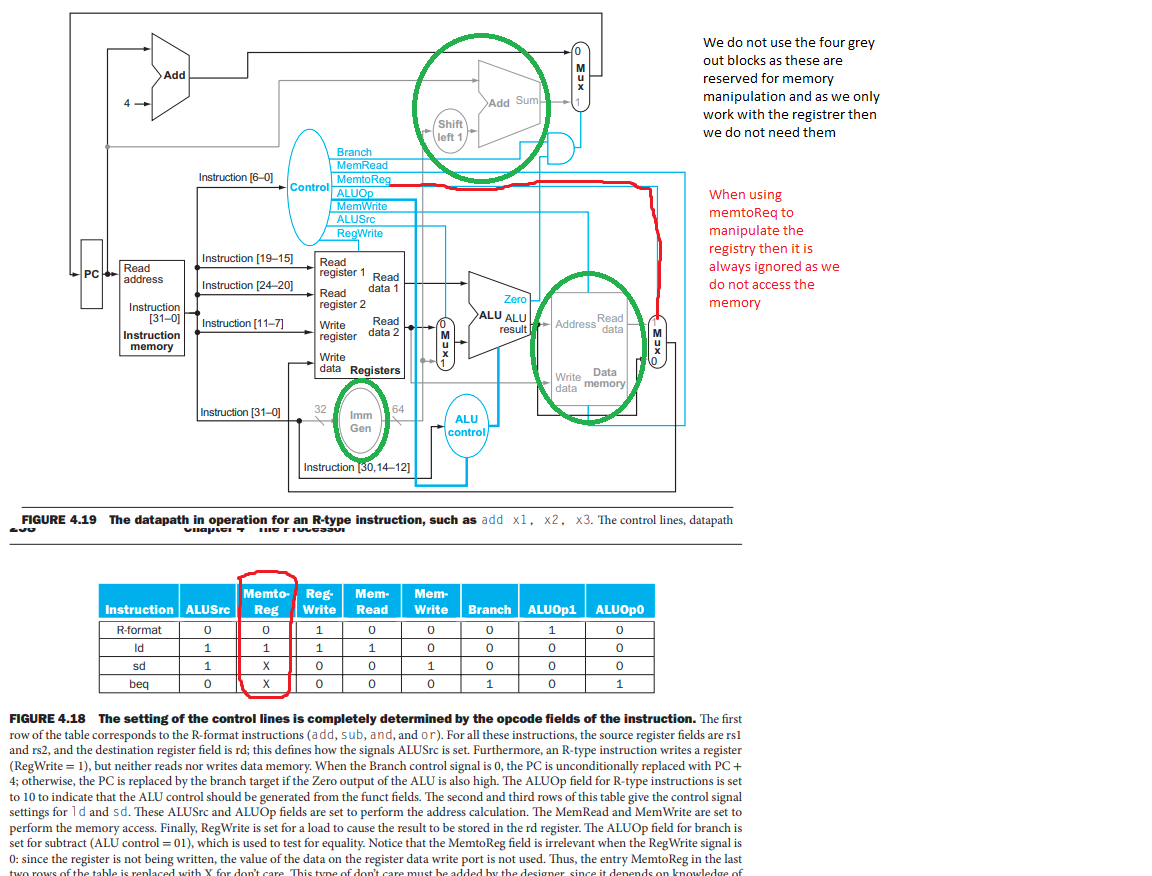 We do not use the four grey
out blocks as these are
reserved for memory
manipulation and as we only
work with the registrer then
we do not need them
When using
memtoReq to
manipulate the
registry then it is
always ignored as we
do not access the
memory
Add
4
Shift
left 1
Add Sum
0
M
u
x
1
Branch
MemRead
MemtoReg
ALUOp
MemWrite
ALUSrc
RegWrite
Control
Instruction [6–0]
PC
Read
address
Instruction
[31–0]
Instruction
memory
Instruction [19–15]
Instruction [24–20]
Instruction [11–7]
Instruction [31–0]
Read
register 1
Read
register 2
Write
register
Write
data
Read
data 1
Read
data 2
Registers
0
M
u
x
1
Zero
ALU ALU
result
Address
Read
data
Write
data
Data
memory
1
M
u
x
0
32
Imm
Gen
64
ALU
control
Instruction [30,14–12]
FIGURE 4.19 The datapath in operation for an R-type instruction, such as add x1, x2, x3. The control lines, datapath
258 Chapter 4 The Processor
Instruction ALUSrc Memto-Reg Reg-Write Mem-Read Mem-Write Branch ALUOp1 ALUOp0
R-format 0 0 1 0 0 0 1 0
ld 1 1 1 1 0 0 0 0
sd 1 X 0 0 1 0 0 0
beq 0 X 0 0 0 1 0 1
FIGURE 4.18 The setting of the control lines is completely determined by the opcode fields of the instruction. The first
row of the table corresponds to the R-format instructions (add, sub, and, and or). For all these instructions, the source register fields are rs1
and rs2, and the destination register field is rd; this defines how the signals ALUSrc is set. Furthermore, an R-type instruction writes a register
(RegWrite = 1), but neither reads nor writes data memory. When the Branch control signal is 0, the PC is unconditionally replaced with PC +
4; otherwise, the PC is replaced by the branch target if the Zero output of the ALU is also high. The ALUOp field for R-type instructions is set
to 10 to indicate that the ALU control should be generated from the funct fields. The second and third rows of this table give the control signal
settings for ld and sd. These ALUSrc and ALUOp fields are set to perform the address calculation. The MemRead and MemWrite are set to
perform the memory access. Finally, RegWrite is set for a load to cause the result to be stored in the rd register. The ALUOp field for branch is
set for subtract (ALU control = 01), which is used to test for equality. Notice that the MemtoReg field is irrelevant when the RegWrite signal is
0: since the register is not being written, the value of the data on the register data write port is not used. Thus, the entry MemtoReg in the last
two rows of the table is replaced with X for don't care. This type of don't care must be added by the designer, since it depends on knowledge of